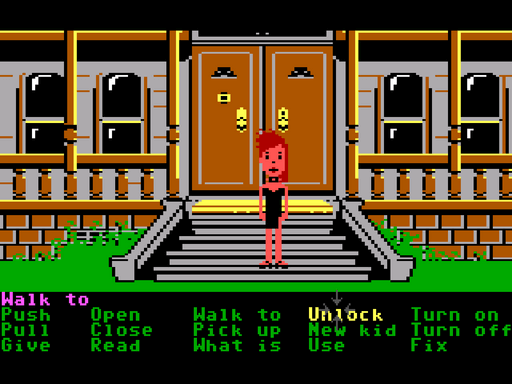 Walk to
Push Open Walk to Unlock Turn on
Pull Close Pick up New kid Turn off
Give Read What is Use Fix